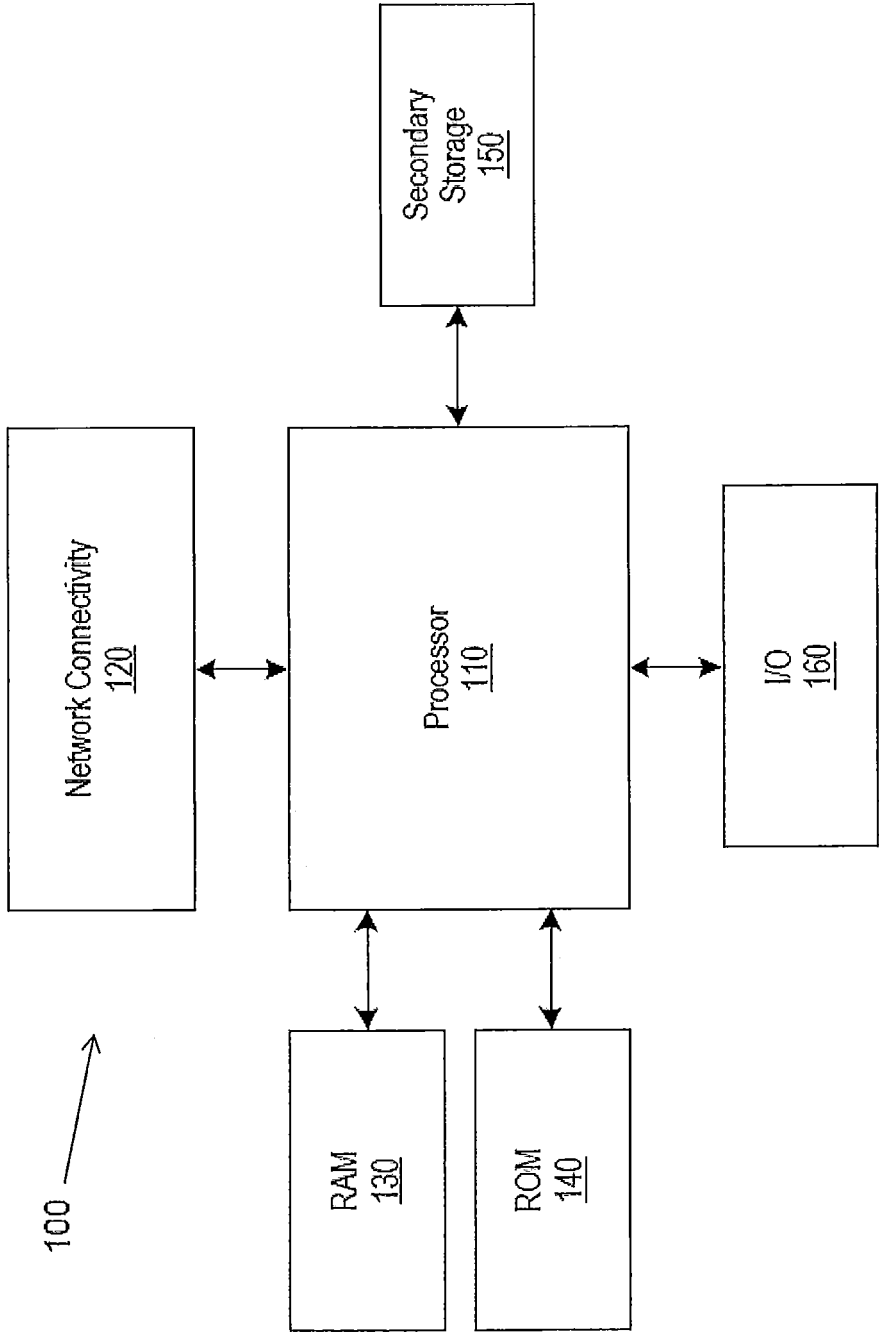 100
Network Connectivity
120
RAM
130
Processor
110
Secondary
Storage
150
ROM
140
I/O
160